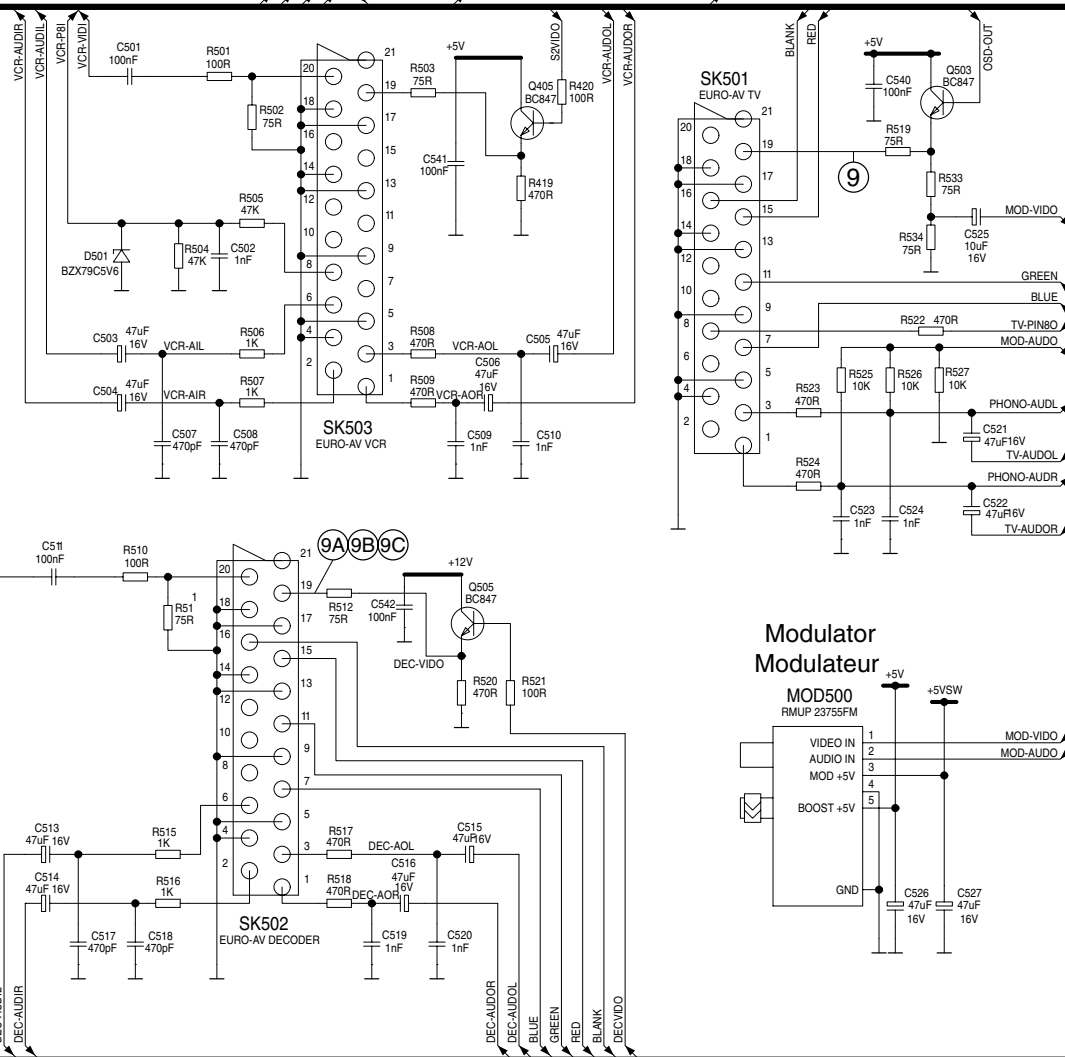 VCR-AUDIR
VCR-AUDIL
VCR-P8I
VCR-VIDI
C501
100nF
R501
100R
R502
75R
20
18
16
14
12
10
8
6
4
2
21
19
17
15
13
11
9
7
5
3
1
+5V
R503
75R
C541
100nF
Q405
BC847
R420
100R
S2VIDO
VCR-AUDOL
VCR-AUDOR
R419
470R
R505
47K
D501
BZX79C5V6
R504
47K
C502
1nF
C503
47uF
16V
VCR-AIL
R506
1K
C504
47uF
16V
VCR-AIR
R507
1K
C507
470pF
C508
470pF
SK503
EURO-AV VCR
R508
470R
VCR-AOL
C505
47uF
16V
R509
470R
VCR-AOR
C506
47uF
16V
C509
1nF
C510
1nF
SK501
EURO-AV TV
20
18
16
14
12
10
8
6
4
2
21
19
17
15
13
11
9
7
5
3
1
BLANK
RED
+5V
C540
100nF
Q503
BC847
OSD-OUT
R519
75R
9
R533
75R
R534
75R
C525
10uF
16V
MOD-VIDO
GREEN
BLUE
R522 470R
TV-PIN8O
MOD-AUDO
R525
10K
R526
10K
R527
10K
R523
470R
PHONO-AUDL
C521
47uF16V
TV-AUDOL
R524
470R
PHONO-AUDR
C523
1nF
C524
1nF
C522
47uF16V
TV-AUDOR
C511
100nF
R510
100R
R51
1
75R
20
18
16
14
12
10
8
6
4
2
21
19
17
15
13
11
9
7
5
3
1
9A 9B 9C
+12V
R512
75R
C542
100nF
Q505
BC847
DEC-VIDO
R520
470R
R521
100R
C513
47uF 16V
R515
1K
C514
47uF 16V
R516
1K
C517
470pF
C518
470pF
SK502
EURO-AV DECODER
R517
470R
DEC-AOL
C515
47uF16V
R518
470R
DEC-AOR
C516
47uF
16V
C519
1nF
C520
1nF
DEC-AUDIR
DEC-AUDOR
DEC-AUDOL
BLUE
GREEN
RED
BLANK
DECVIDO
Modulator
Modulateur
MOD500
RMUP 23755FM
+5V
+5VSW
VIDEO IN
1
MOD-VIDO
AUDIO IN
2
MOD-AUDO
MOD +5V
3
4
BOOST +5V
5
GND
C526
47uF
16V
C527
47uF
16V